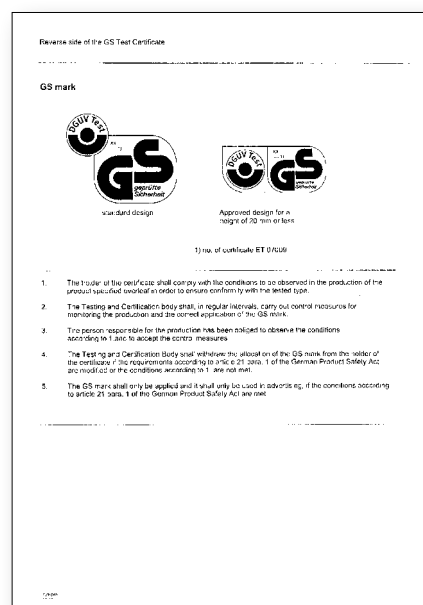 Reverse side of the GS Test Certificate
GS mark
DGUV Test
GS
geprüfte
Sicherheit
DGUV Test
GS
geprüfte
Sicherheit
standard design
Approved design for a
height of 20 mm or less
1) no. of certificate ET 07009
1. The holder of the certificate shall comply with the conditions to be observed in the production of the
product specified overleaf in order to ensure conformity with the tested type.
2. The Testing and Certification body shall, in regular intervals, carry out control measures for
monitoring the production and the correct application of the GS mark.
3. The person responsible for the production has been obliged to observe the conditions
according to 1 and to accept the control measures
4. The Testing and Certification Body shall withdraw the allocation of the GS mark from the holder of
the certificate if the requirements according to article 21 para. 1 of the German Product Safety Act
are modified or the conditions according to 1. are not met.
5. The GS mark shall only be applied and it shall only be used in advertising, if the conditions according
to article 21 para. 1 of the German Product Safety Act are met